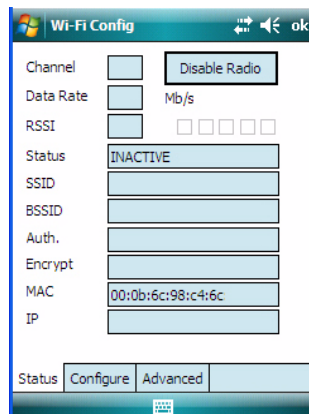 Wi-Fi Config ok
Channel Disable Radio
Data Rate Mb/s
RSSI
Status INACTIVE
SSID
BSSID
Auth.
Encrypt
MAC 00:0b:6c:98:c4:6c
IP
Status Configure Advanced